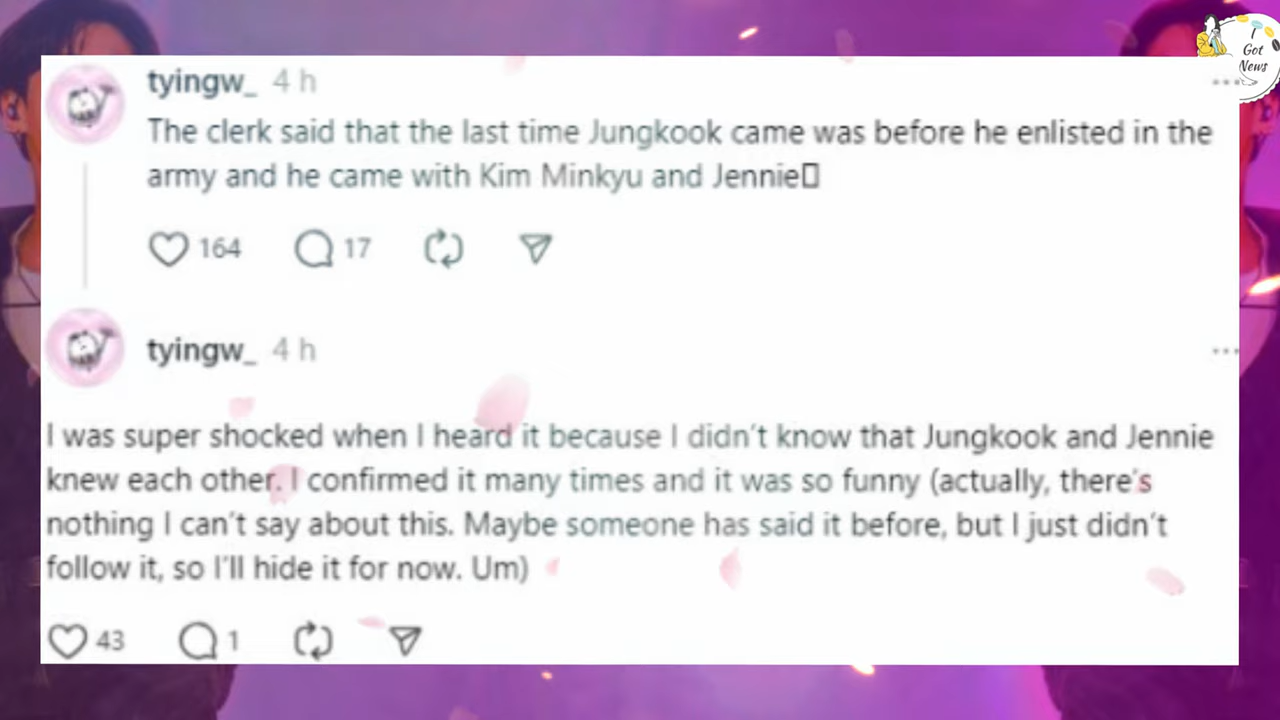 I
Got
News
tyingw_ 4 h
The clerk said that the last time Jungkook came was before he enlisted in the
army and he came with Kim Minkyu and Jennie
164 17
tyingw_ 4 h
I was super shocked when I heard it because I didn't know that Jungkook and Jennie
knew each other. I confirmed it many times and it was so funny (actually, there's
nothing I can't say about this. Maybe someone has said it before, but I just didn't
follow it, so I'll hide it for now. Um)
43 1